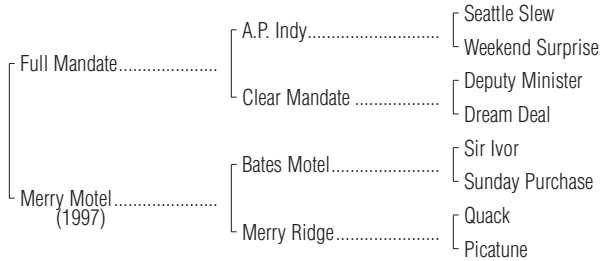 Seattle Slew
A.P. Indy........................
Weekend Surprise
Full Mandate..................
Deputy Minister
Clear Mandate ................
Dream Deal
Sir Ivor
Bates Motel....................
Sunday Purchase
Merry Motel ...................
(1997)
Quack
Merry Ridge...................
Picatune